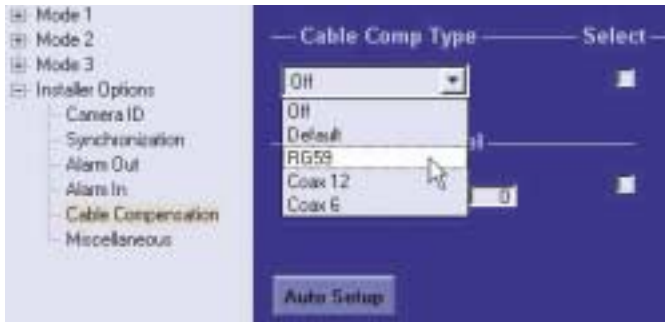 Mode 1
Mode 2
Mode 3
Installer Options
Camera ID
Synchronization
Alarm Out
Alarm In
Cable Compensation
Miscellaneous
Cable Comp Type
Select
Off
Off
Default
RG59
Coax 12
Coax 6
0
Auto Setup